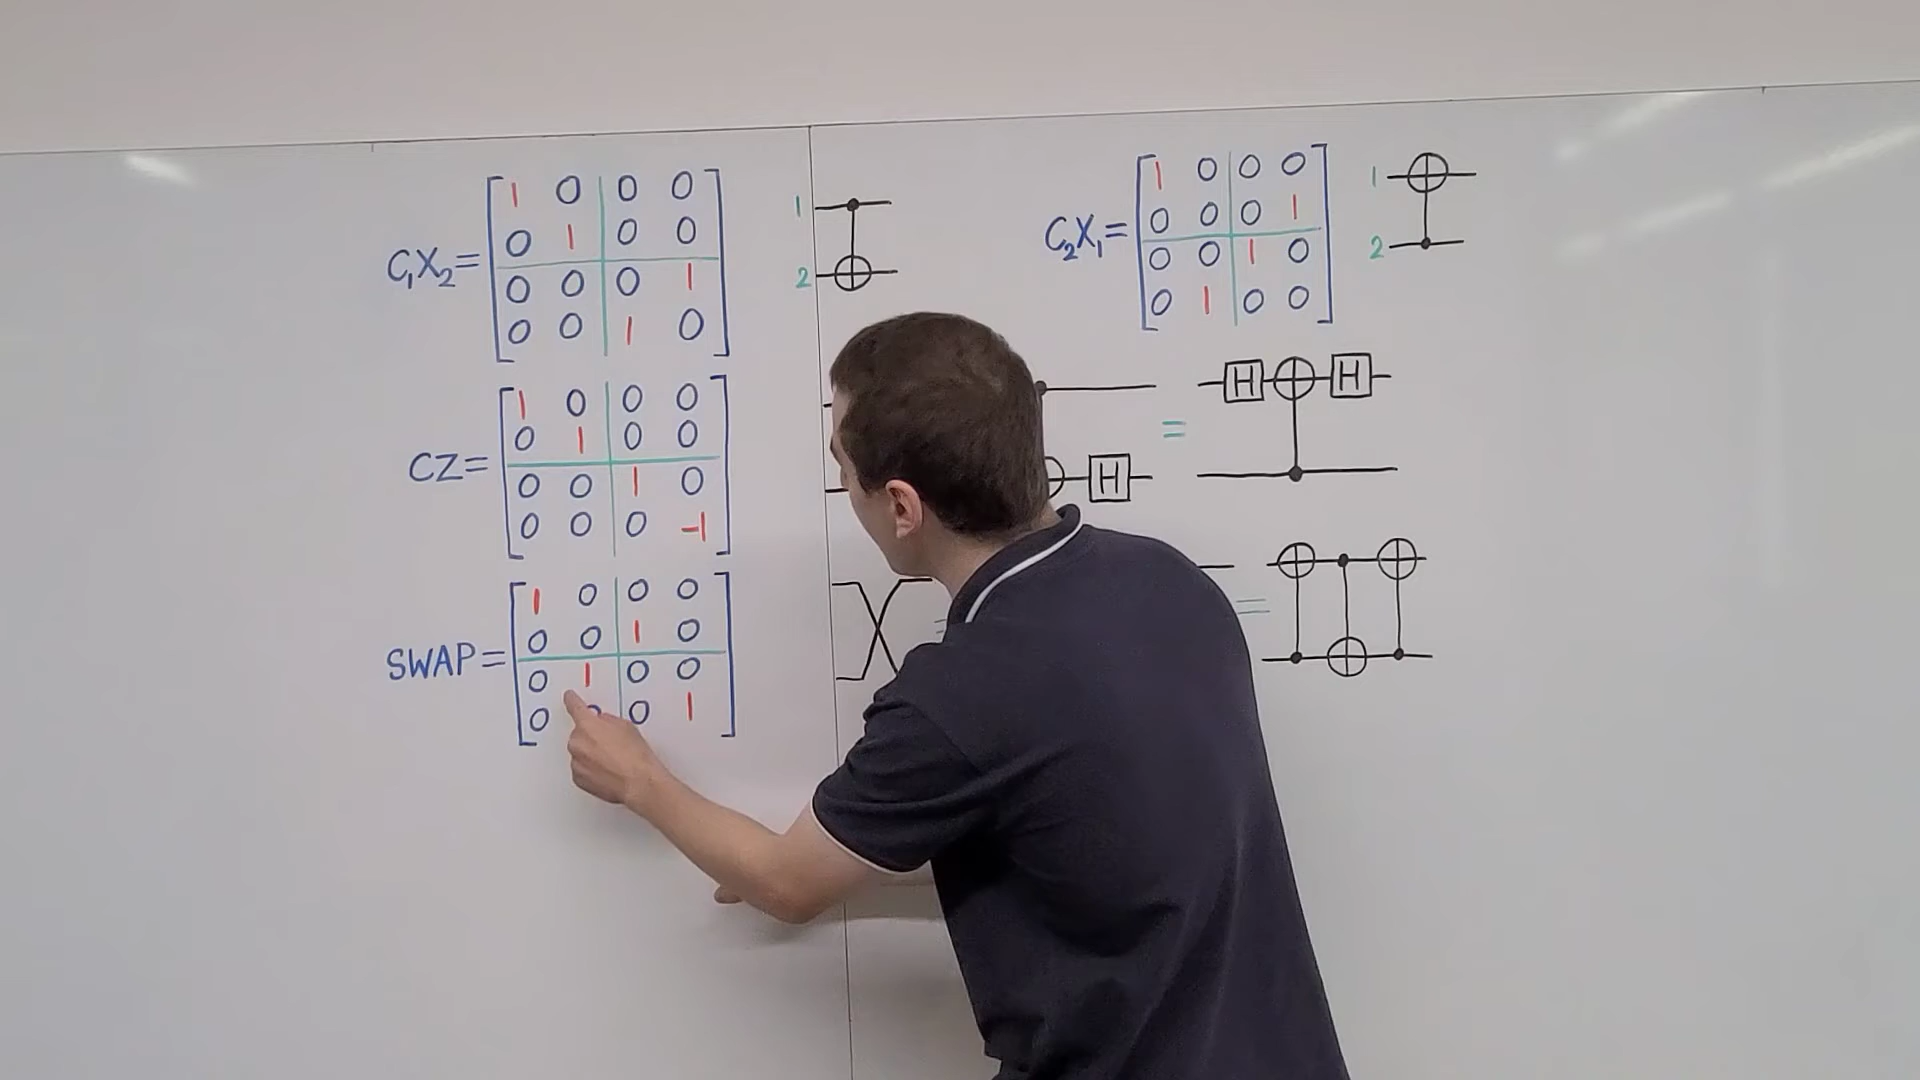 C₁X₂=
1 0 0 0
0 1 0 0
0 0 0 1
0 0 1 0
1
2
C₂X₁=
1 0 0 0
0 0 0 1
0 0 1 0
0 1 0 0
1
2
CZ=
1 0 0 0
0 1 0 0
0 0 1 0
0 0 0 -1
H
=
H H
SWAP=
1 0 0 0
0 0 1 0
0 1 0 0
0 0 0 1
=
=